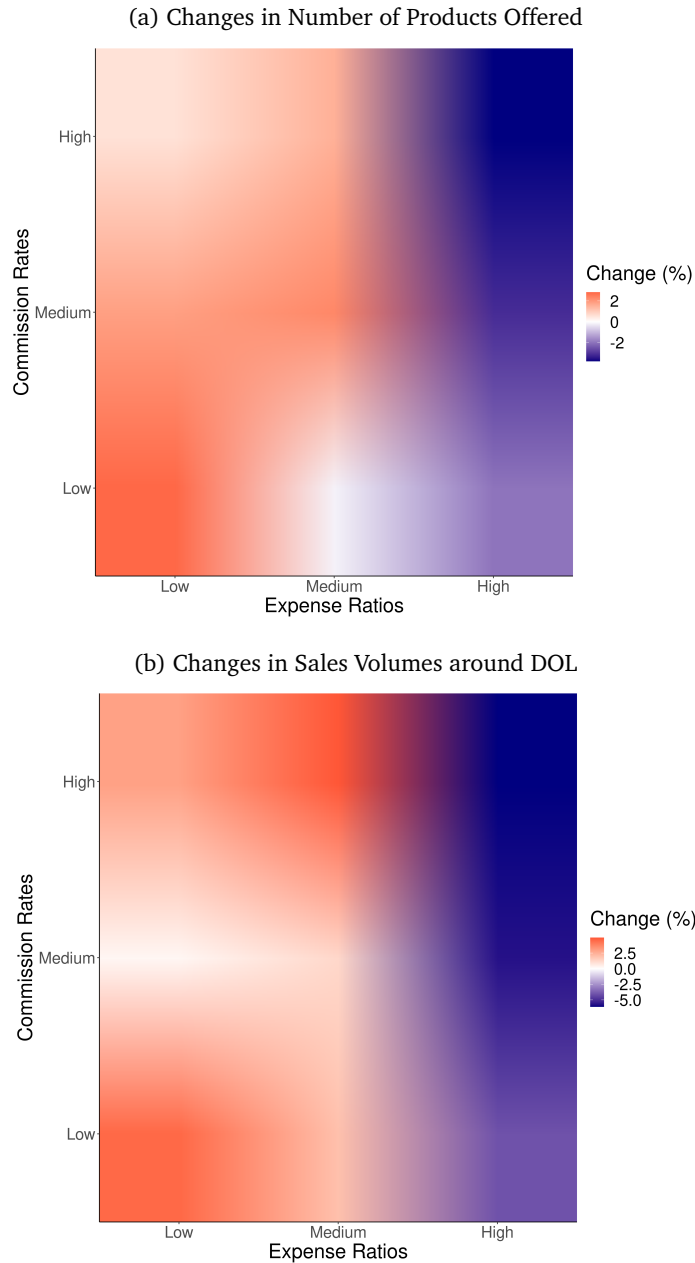 (a) Changes in Number of Products Offered
Commission Rates
High
Medium
Low
Low Medium High
Expense Ratios
Change (%)
2
0
-2
(b) Changes in Sales Volumes around DOL
Commission Rates
High
Medium
Low
Low Medium High
Expense Ratios
Change (%)
2.5
0.0
-2.5
-5.0